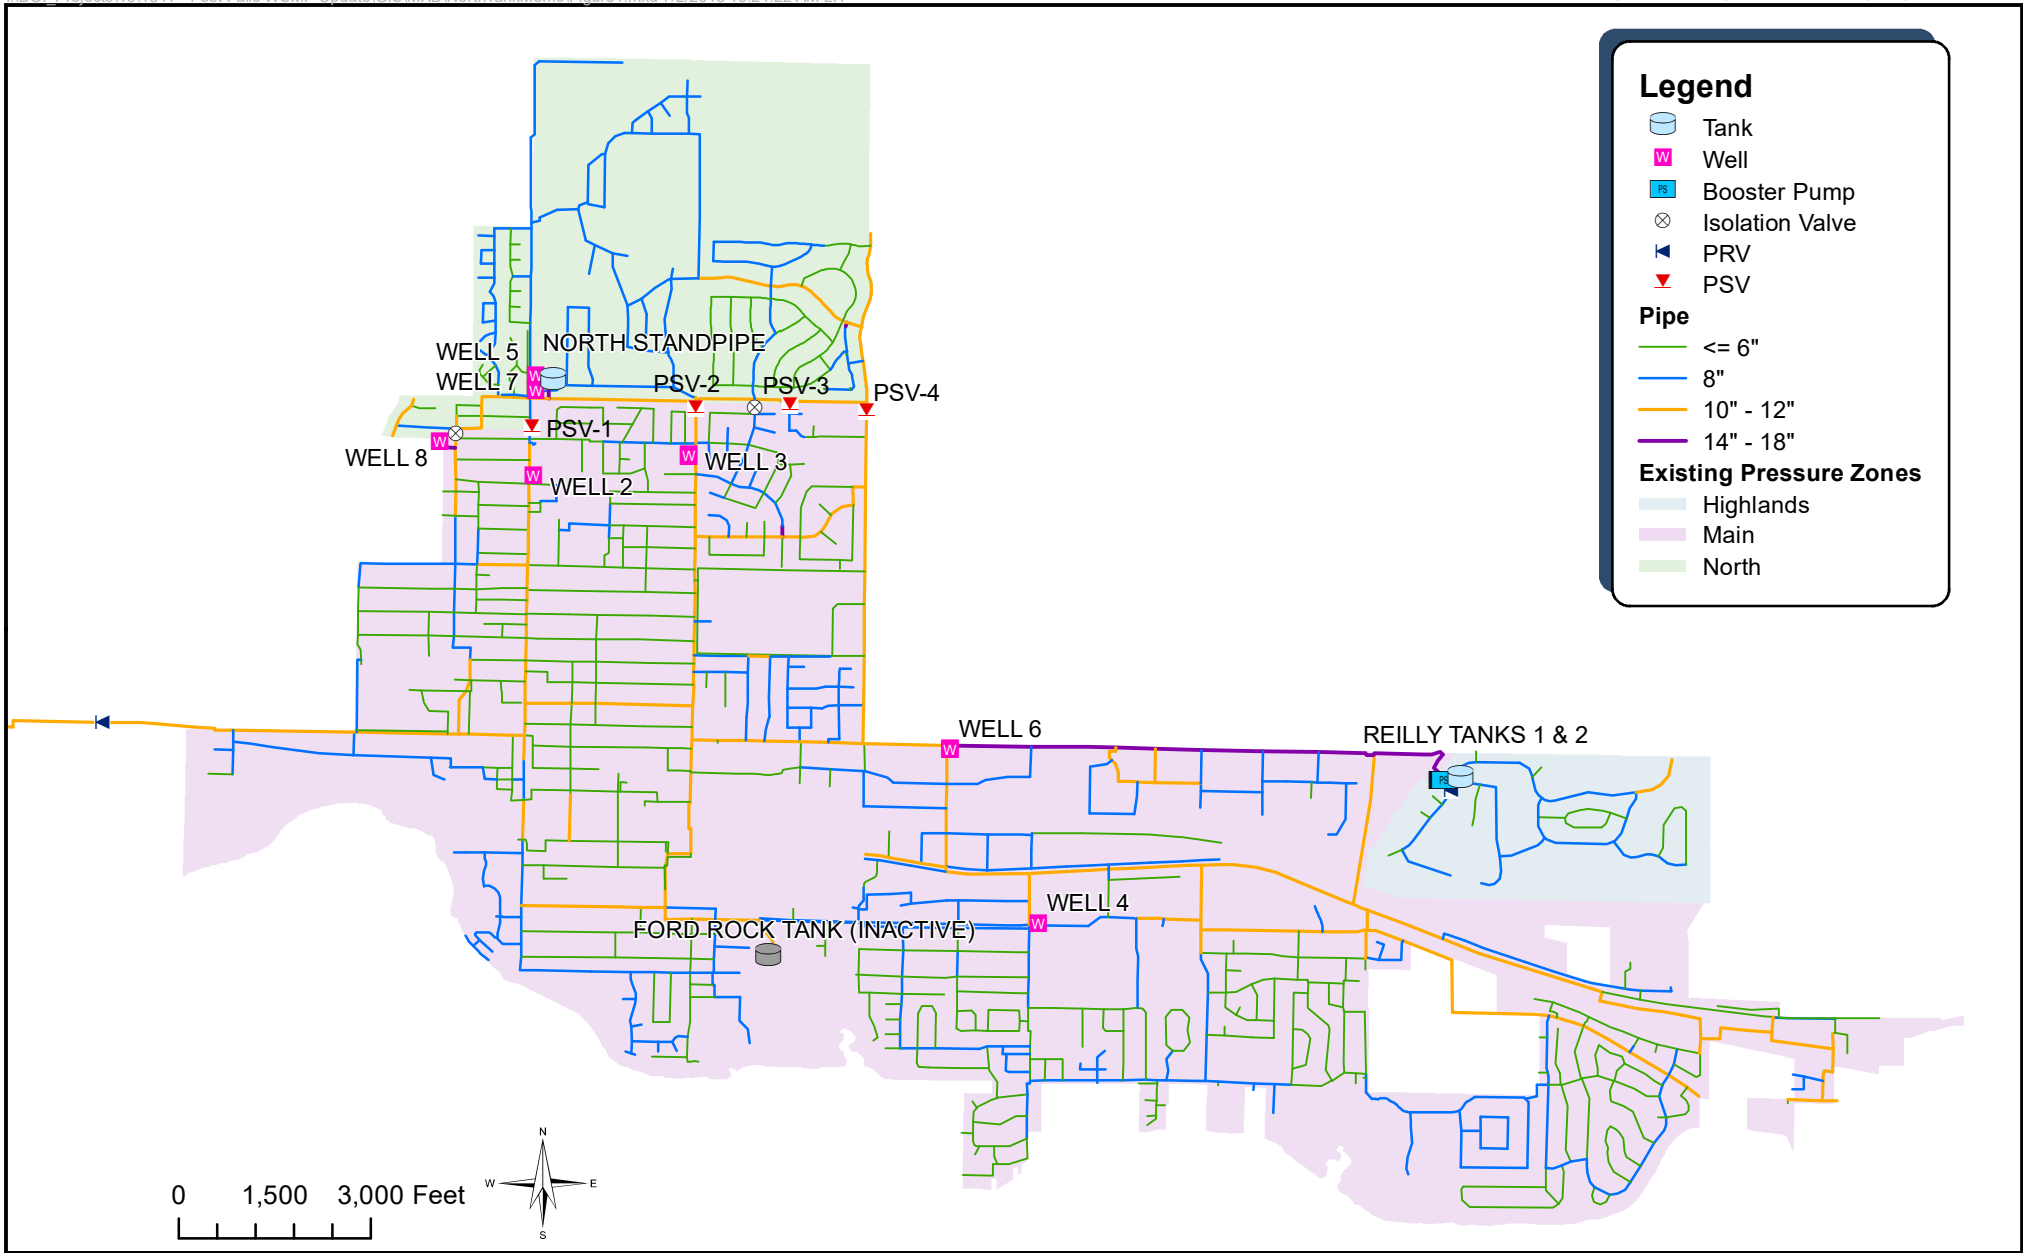 Legend
Tank
W Well
PS Booster Pump
Isolation Valve
PRV
PSV
Pipe
<= 6"
8"
10" - 12"
14" - 18"
Existing Pressure Zones
Highlands
Main
North
WELL 5
NORTH STANDPIPE
WELL 7
W
W
PSV-2
PSV-3
PSV-4
PSV-1
WELL 8
W
W
WELL 3
W
WELL 2
WELL 6
W
REILLY TANKS 1 & 2
PS
WELL 4
W
FORD ROCK TANK (INACTIVE)
N
W
E
S
0 1,500 3,000 Feet